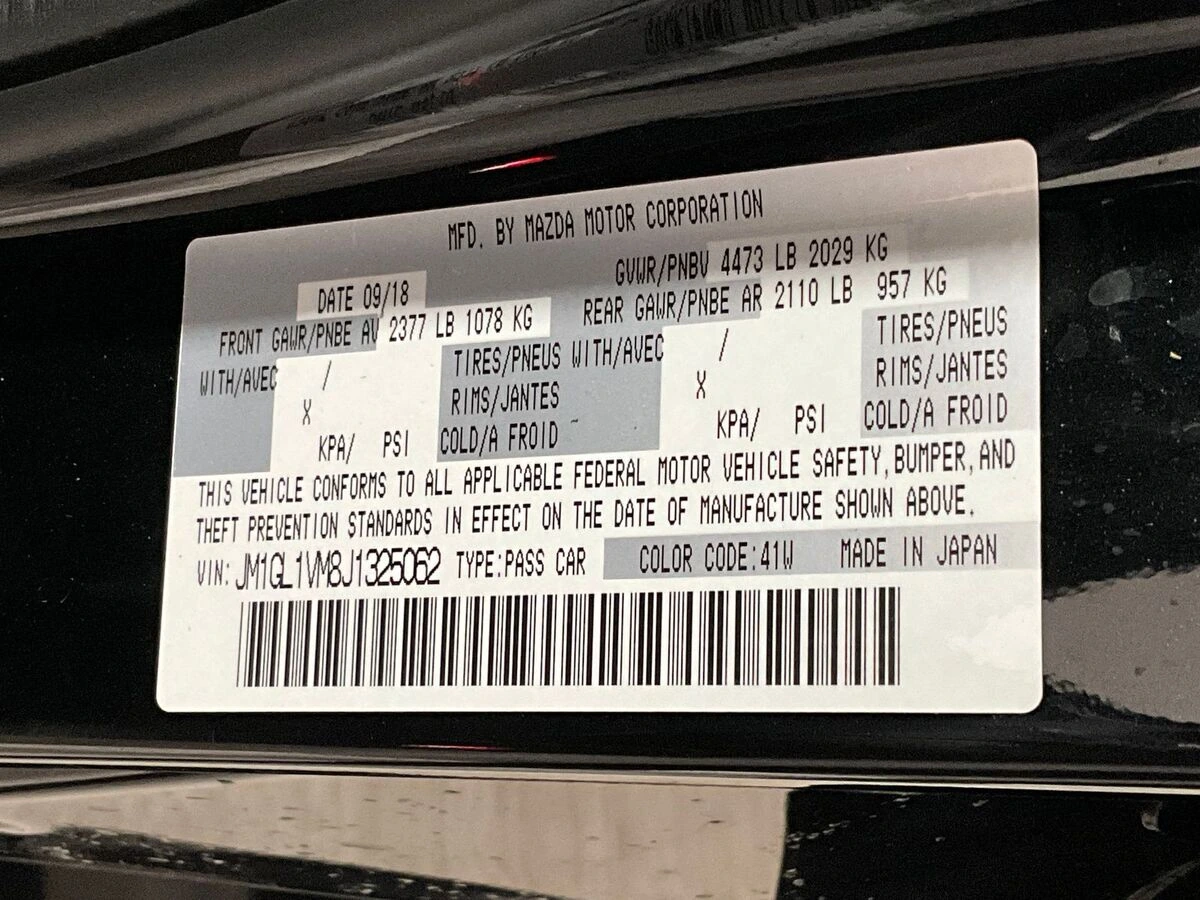 MFD. BY MAZDA MOTOR CORPORATION
DATE 09/18 GVWR/PNBV 4473 LB 2029 KG
FRONT GAWR/PNBE AV 2377 LB 1078 KG REAR GAWR/PNBE AR 2110 LB 957 KG
WITH/AVEC / TIRES/PNEUS WITH/AVEC / TIRES/PNEUS
X RIMS/JANTES X RIMS/JANTES
KPA/ PSI COLD/A FROID KPA/ PSI COLD/A FROID
THIS VEHICLE CONFORMS TO ALL APPLICABLE FEDERAL MOTOR VEHICLE SAFETY, BUMPER, AND
THEFT PREVENTION STANDARDS IN EFFECT ON THE DATE OF MANUFACTURE SHOWN ABOVE.
VIN: JM1GL1VM8J1325062 TYPE:PASS CAR COLOR CODE:41W MADE IN JAPAN